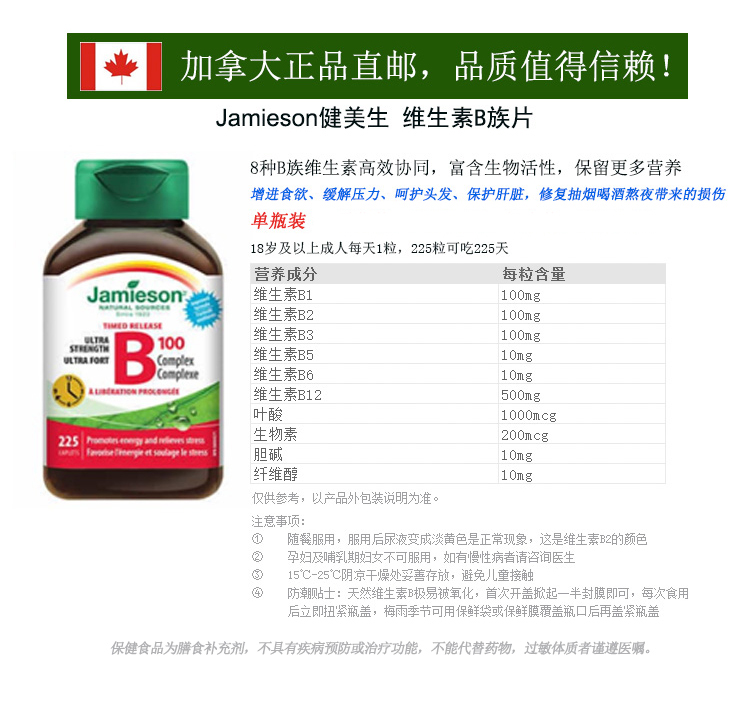 加拿大正品直邮，品质值得信赖！
Jamieson健美生 维生素B族片
8种B族维生素高效协同，富含生物活性，保留更多营养
增进食欲、缓解压力、呵护头发、保护肝脏，修复抽烟喝酒熬夜带来的损伤
单瓶装
18岁及以上成人每天1粒，225粒可吃225天
营养成分 每粒含量
维生素B1 100mg
维生素B2 100mg
维生素B3 100mg
维生素B5 10mg
维生素B6 10mg
维生素B12 500mg
叶酸 1000mcg
生物素 200mcg
胆碱 10mg
纤维醇 10mg
仅供参考，以产品外包装说明为准。
注意事项：
① 随餐服用，服用后尿液变成淡黄色是正常现象，这是维生素B2的颜色
② 孕妇及哺乳期妇女不可服用，如有慢性病者请咨询医生
③ 15℃-25℃阴凉干燥处妥善存放，避免儿童接触
④ 防潮贴士：天然维生素B极易被氧化，首次开盖掀起一半封膜即可，每次食用
后立即扭紧瓶盖，梅雨季节可用保鲜袋或保鲜膜覆盖瓶口后再盖紧瓶盖
保健食品为膳食补充剂，不具有疾病预防或治疗功能，不能代替药物，过敏体质者谨遵医嘱。
Jamieson
NATURAL SOURCES
Since 1922
TIMED RELEASE
ULTRA
STRENGTH
ULTRA FORT
B100
Complex
Complexe
À LIBÉRATION PROLONGÉE
225
CAPLETS
Promotes energy and relieves stress
Favorise l'énergie et soulage le stress